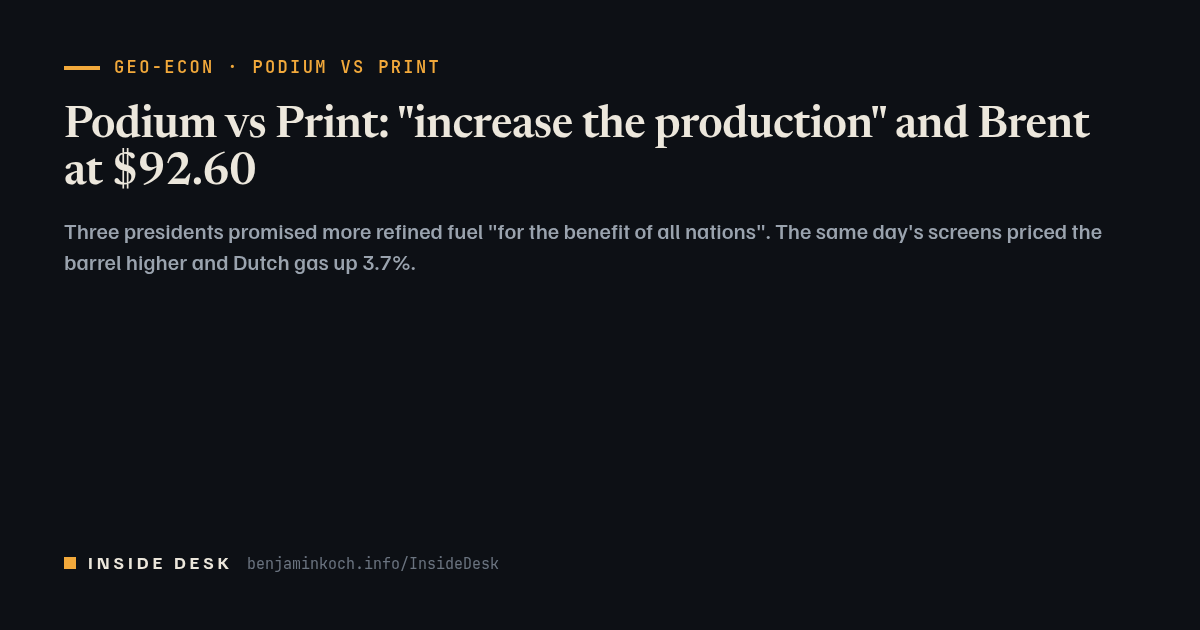 GEO-ECON · PODIUM VS PRINT
Podium vs Print: "increase the production" and Brent
at $92.60
Three presidents promised more refined fuel "for the benefit of all nations". The same day's screens priced the
barrel higher and Dutch gas up 3.7%.
INSIDE DESK benjaminkoch.info/InsideDesk